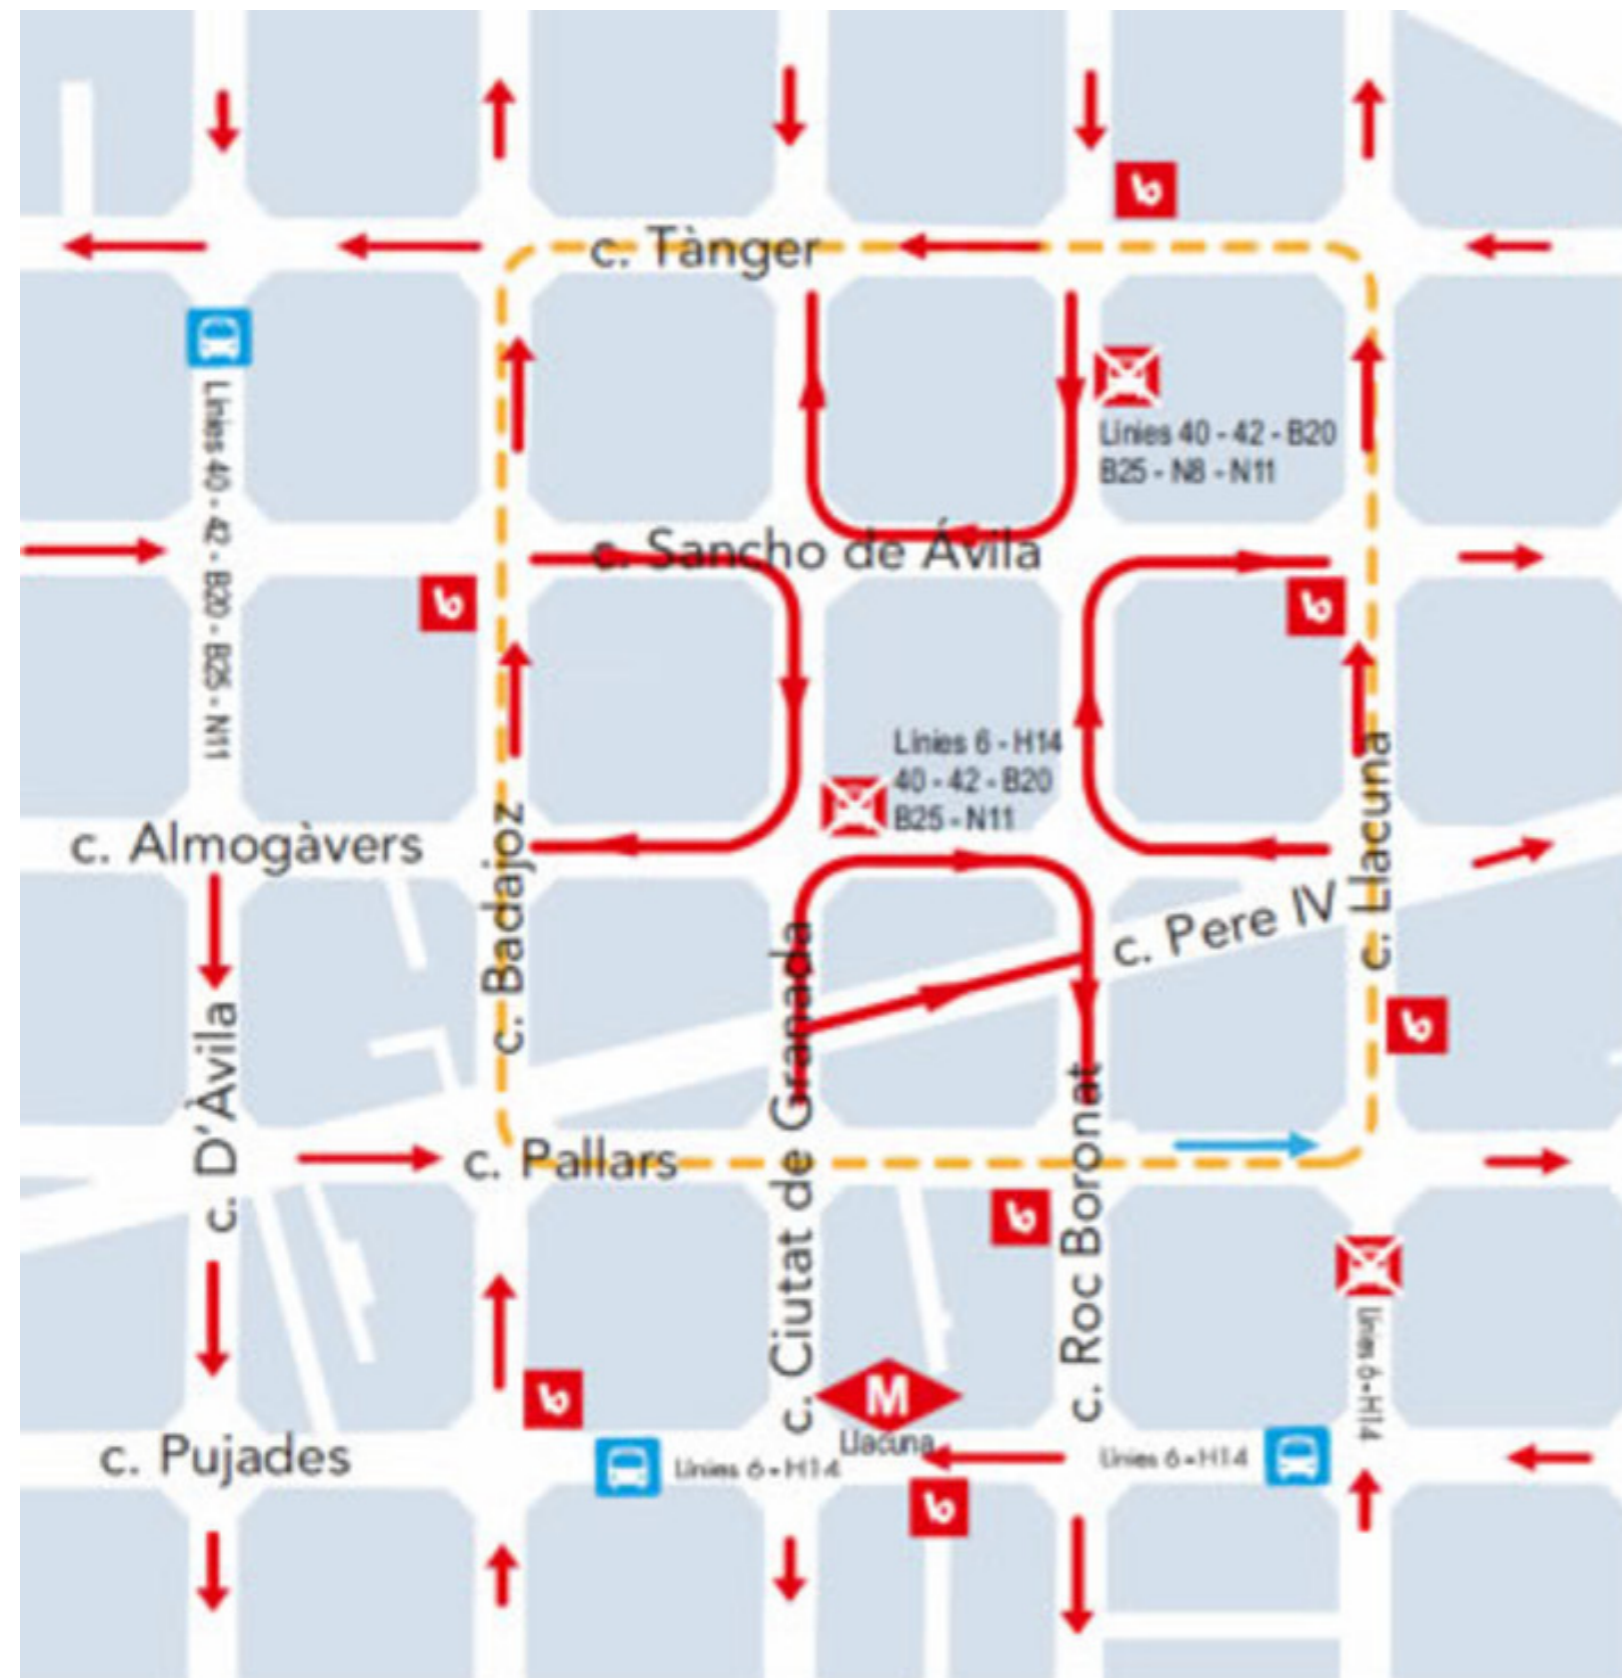 c. Tànger
Línies 40 - 42 - B20
B25 - N8 - N11
Línies 40 - 42 - B20 - B25 - N11
c. Sancho de Ávila
Línies 6 - H14
40 - 42 - B20
B25 - N11
c. Almogàvers
c. Badajoz
c. Llacuna
c. Pere IV
c. D'Àvila
c. Ciutat de Granada
c. Roc Boronat
c. Pallars
Línies 6-H14
M
Llacuna
c. Pujades
Línies 6-H14
Línies 6-H14